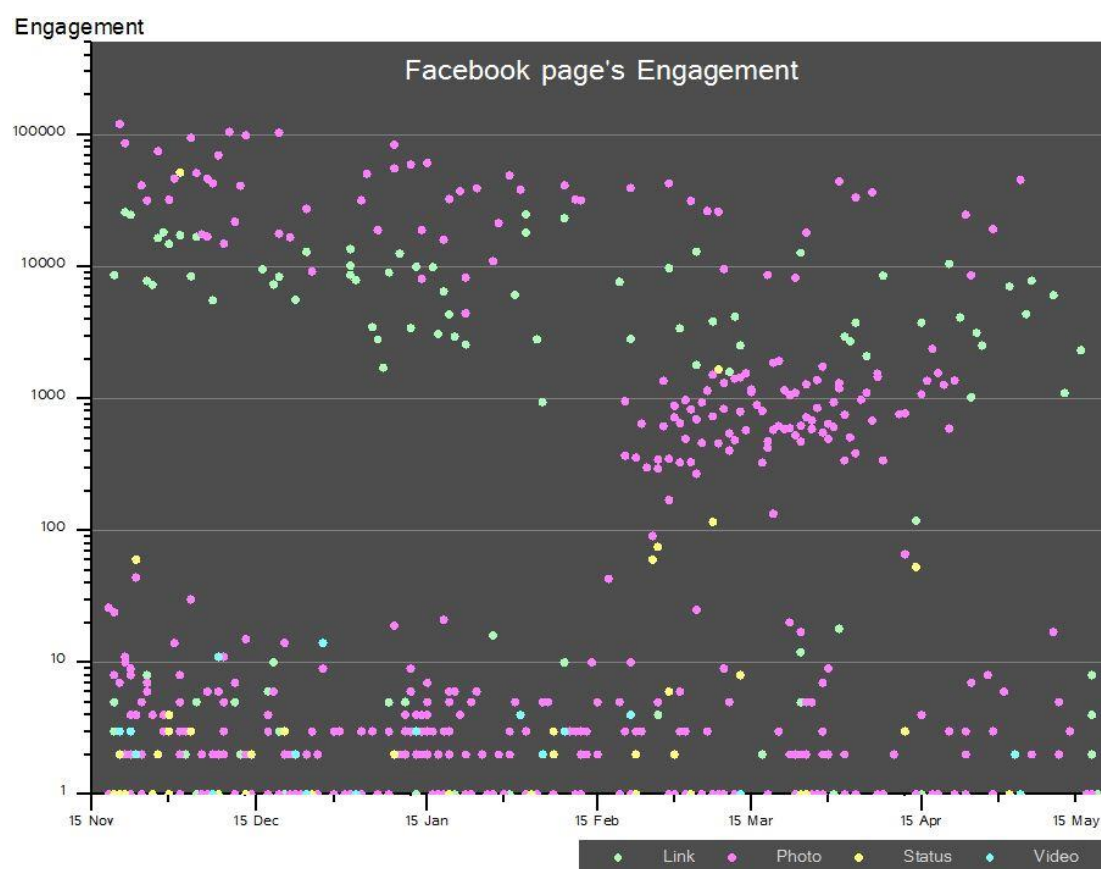 Engagement
Facebook page's Engagement
100000
10000
1000
100
10
1
15 Nov 15 Dec 15 Jan 15 Feb 15 Mar 15 Apr 15 May
Link Photo Status Video